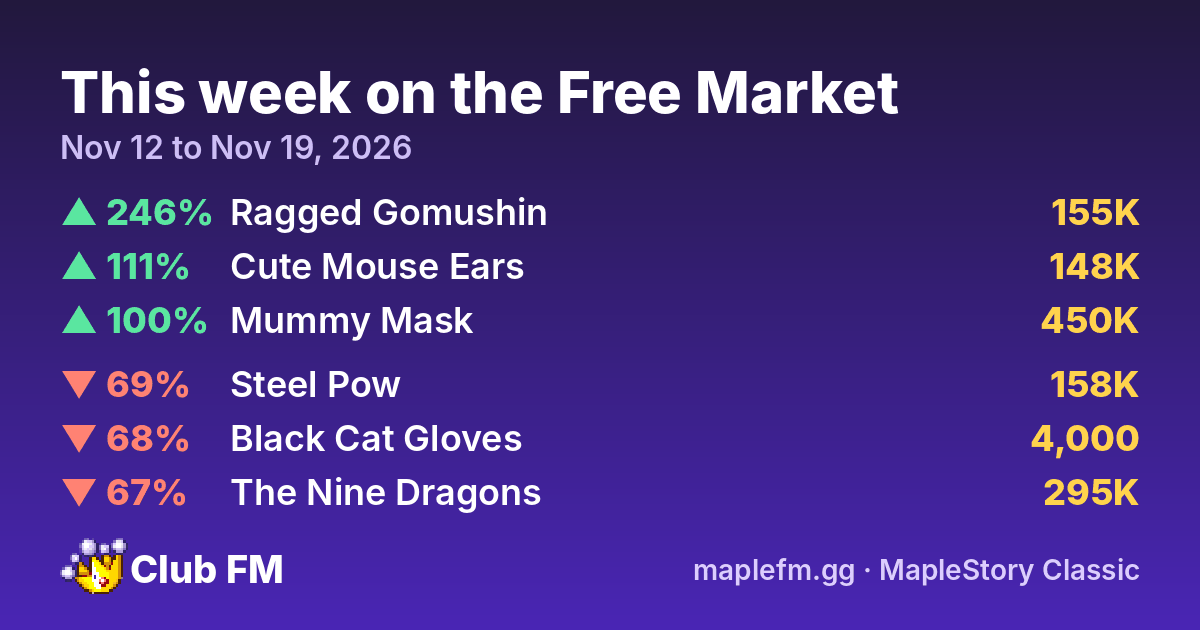 This week on the Free Market
Nov 12 to Nov 19, 2026
▲ 246% Ragged Gomushin 155K
▲ 111% Cute Mouse Ears 148K
▲ 100% Mummy Mask 450K
▼ 69% Steel Pow 158K
▼ 68% Black Cat Gloves 4,000
▼ 67% The Nine Dragons 295K
Club FM maplefm.gg · MapleStory Classic